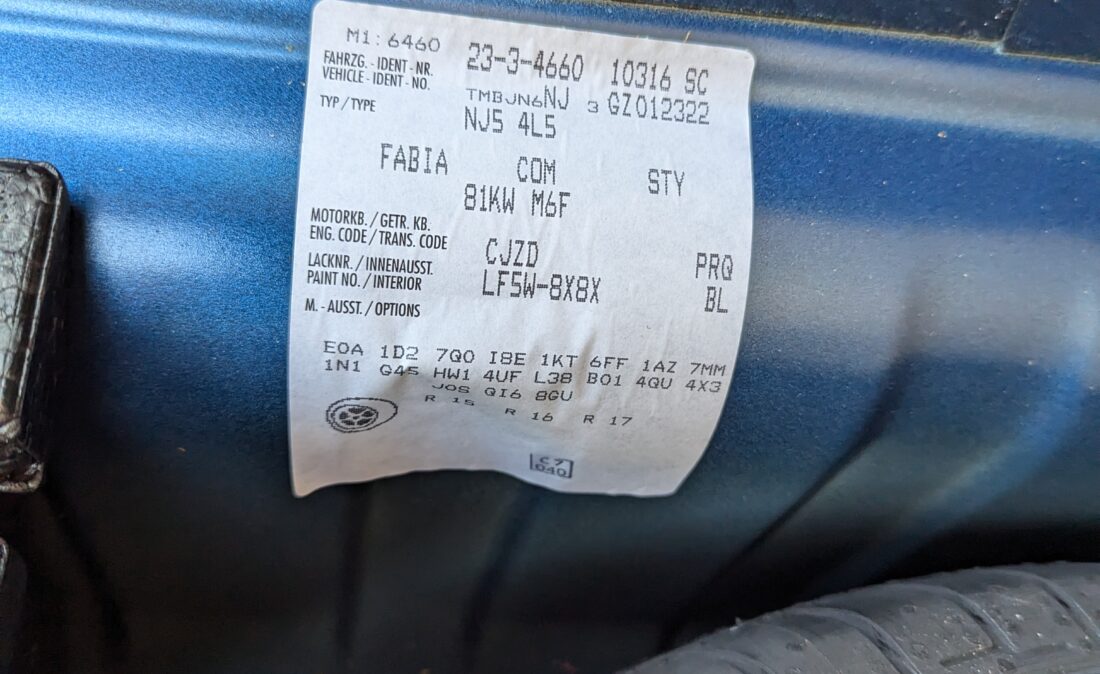 M1: 6460
23-3-4660 10316 SC
FAHRZG. - IDENT - NR.
VEHICLE - IDENT - NO.
TMBJN6NJ 3 GZ012322
TYP / TYPE
NJ5 4L5
FABIA COM STY
81KW M6F
MOTORKB. / GETR. KB.
ENG. CODE / TRANS. CODE
CJZD PRQ
LACKNR. / INNENAUSST.
PAINT NO. / INTERIOR
LF5W-8X8X BL
M. - AUSST. / OPTIONS
E0A 1D2 7Q0 I8E 1KT 6FF 1AZ 7MM
1N1 G45 HW1 4UF L38 B01 4QU 4X3
J0S QI6 8GU
R 15 R 16 R 17
040